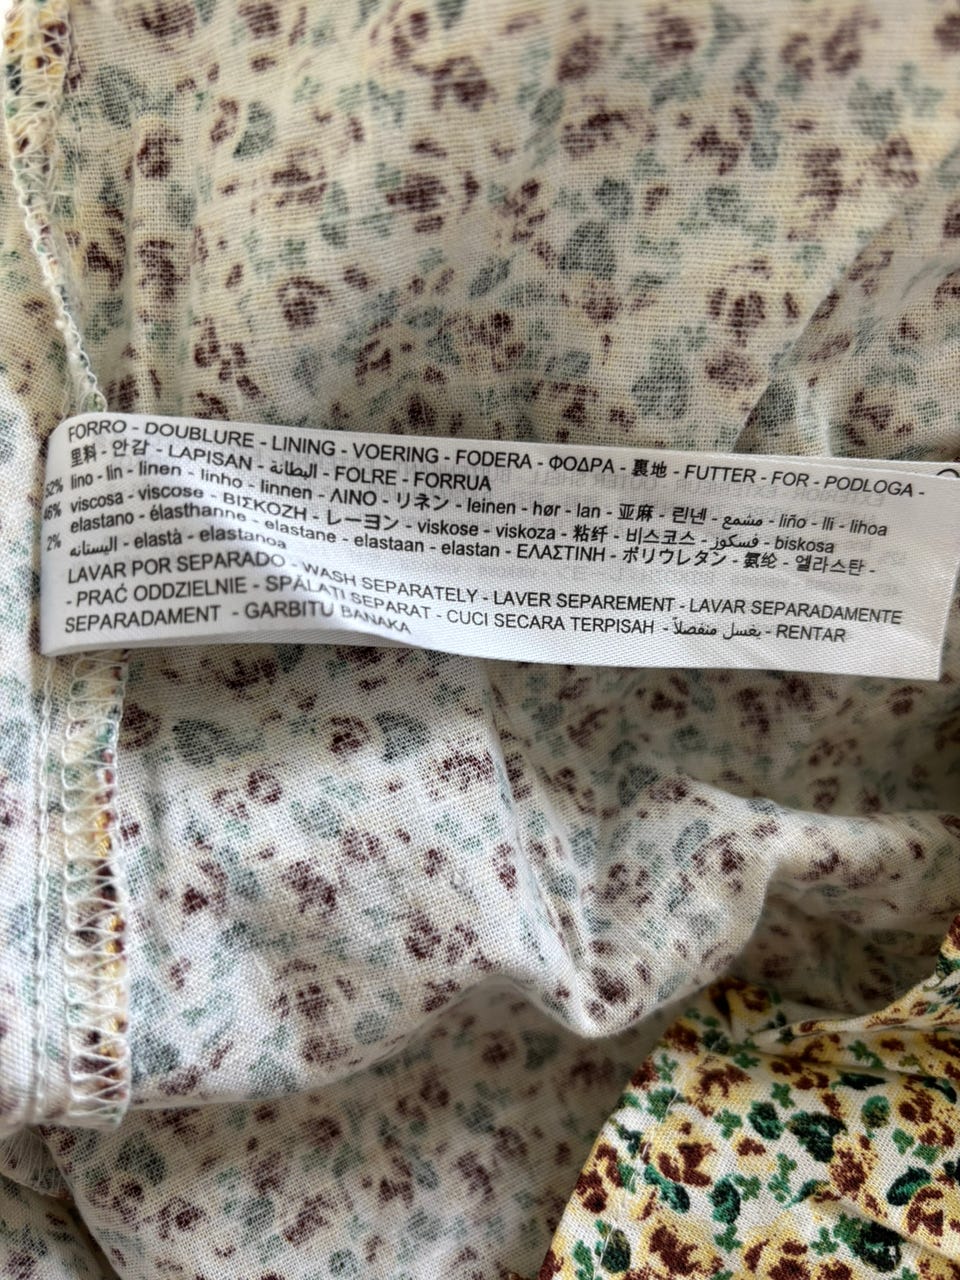 FORRO - DOUBLURE - LINING - VOERING - FODERA - ΦΟΔΡΑ - 裏地 - FUTTER - FOR - PODLOGA -
里料 - 안감 - LAPISAN - البطانة - FOLRE - FORRUA
52% lino - lin - linen - linho - linnen - ΛΙΝΟ - リネン - leinen - hør - lan - 亚麻 - 린넨 - مشمع - liño - lli - lihoa
46% viscosa - viscose - ΒΙΣΚΟΖΗ - レーヨン - viskose - viskoza - 粘纤 - 비스코스 - فسكوز - biskosa
2% elastano - élasthanne - elastane - elastaan - elastan - ΕΛΑΣΤΙΝΗ - ポリウレタン - 氨纶 - 엘라스탄 -
اليستانه - elastà - elastanoa
LAVAR POR SEPARADO - WASH SEPARATELY - LAVER SEPAREMENT - LAVAR SEPARADAMENTE
- PRAĆ ODDZIELNIE - SPĂLAȚI SEPARAT - CUCI SECARA TERPISAH - يغسل منفصلاً - RENTAR
SEPARADAMENT - GARBITU BANAKA